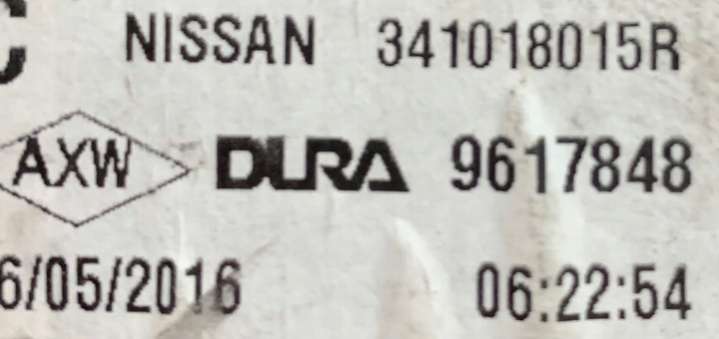 NISSAN 341018015R
AXW DURA 9617848
6/05/2016 06:22:54